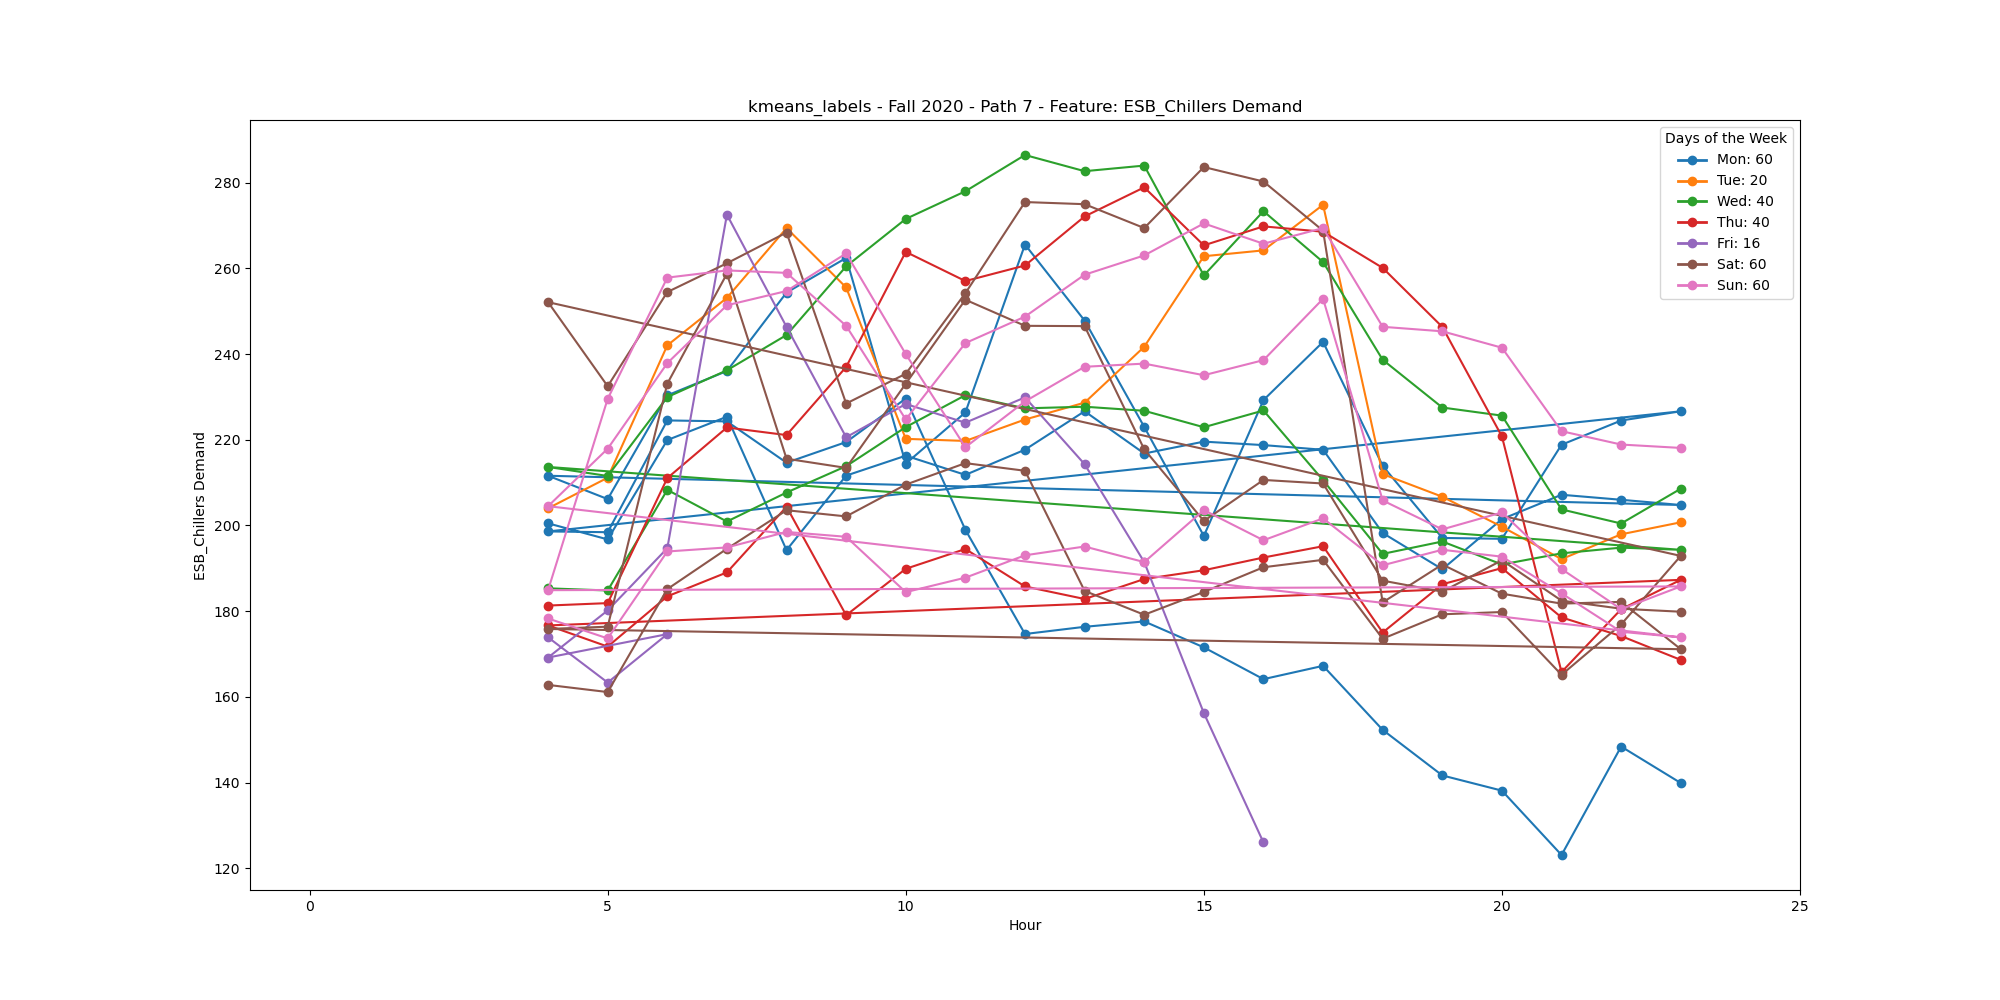 kmeans_labels - Fall 2020 - Path 7 - Feature: ESB_Chillers Demand
Days of the Week
Mon: 60
Tue: 20
Wed: 40
Thu: 40
Fri: 16
Sat: 60
Sun: 60
ESB_Chillers Demand
280
260
240
220
200
180
160
140
120
0 5 10 15 20 25
Hour